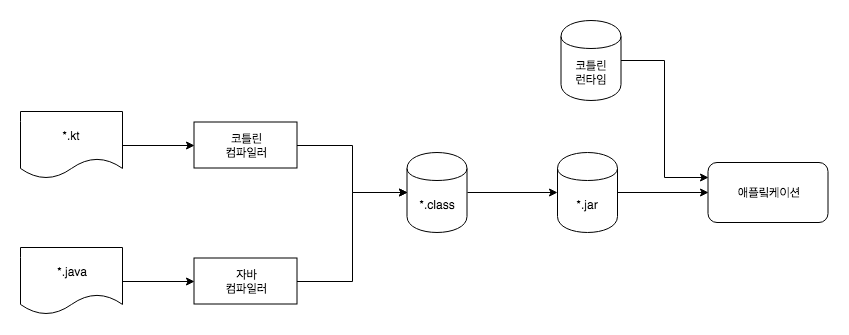 코틀린
런타임
*.kt
코틀린
컴파일러
*.class
*.jar
애플릭케이션
*.java
자바
컴파일러